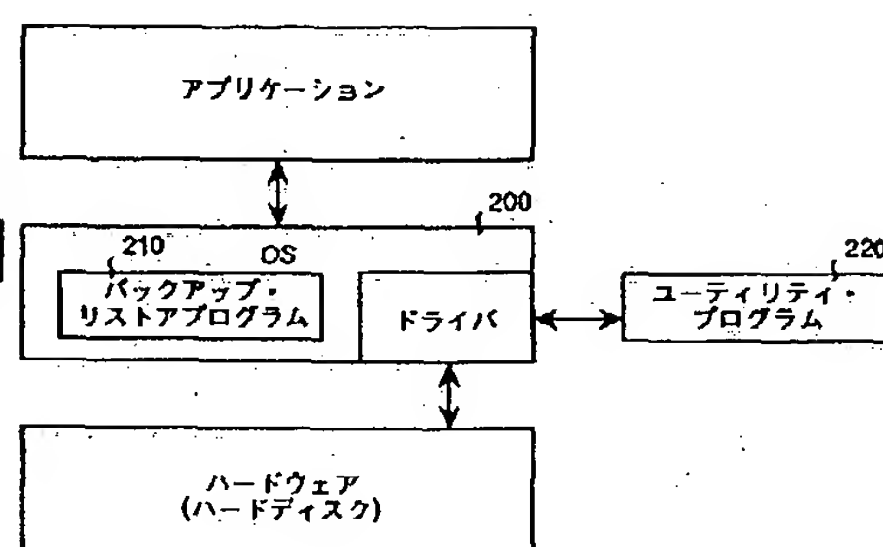 アプリケーション
200
210
OS
220
バックアップ・
リストアプログラム
ドライバ
ユーティリティ・
プログラム
ハードウェア
(ハードディスク)